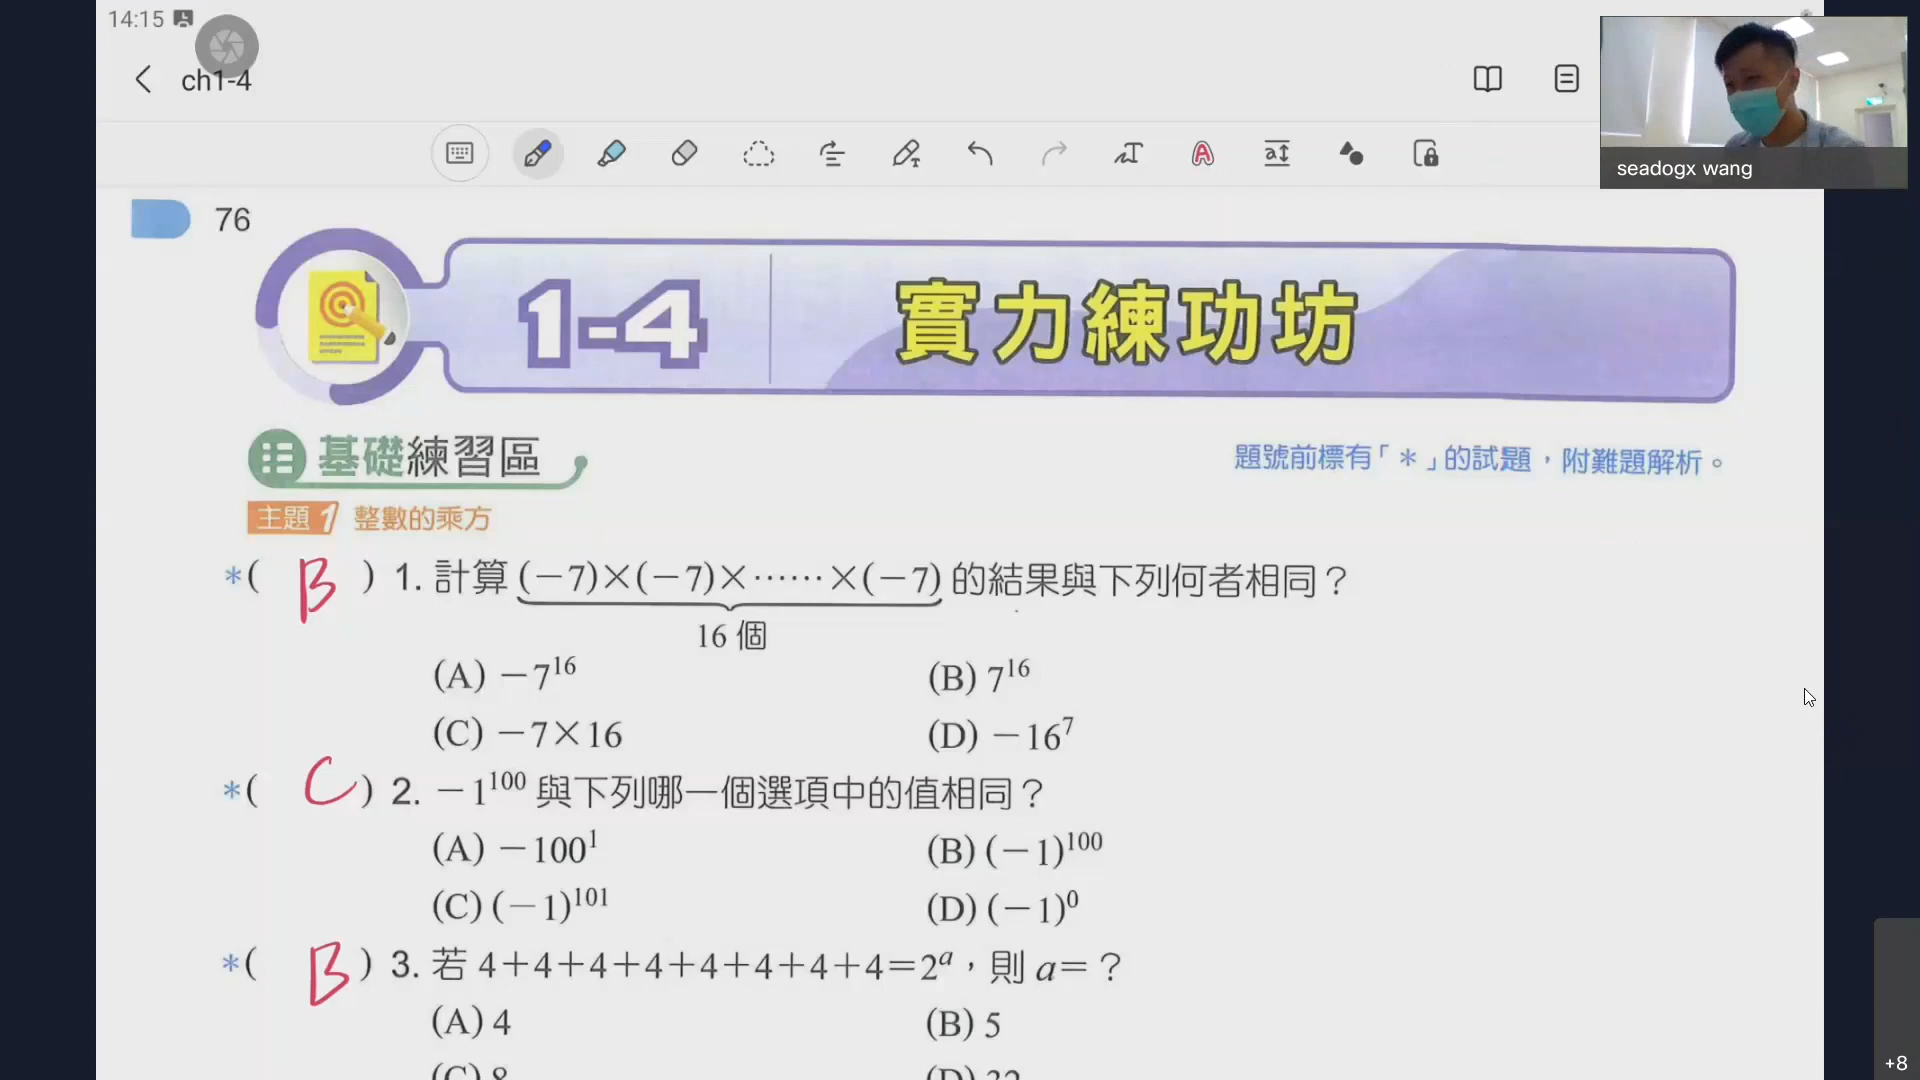 14:15
ch1-4
seadogx wang
76
1-4 實力練功坊
基礎練習區
題號前標有「*」的試題，附難題解析。
主題1 整數的乘方
*( B ) 1. 計算 (－7)×(－7)×……×(－7) 的結果與下列何者相同？
16 個
(A) －7^16 (B) 7^16
(C) －7×16 (D) －16^7
*( C ) 2. －1^100 與下列哪一個選項中的值相同？
(A) －100^1 (B) (－1)^100
(C) (－1)^101 (D) (－1)^0
*( B ) 3. 若 4＋4＋4＋4＋4＋4＋4＋4＝2^a，則 a＝？
(A) 4 (B) 5
(C) 8 (D) 32
+8